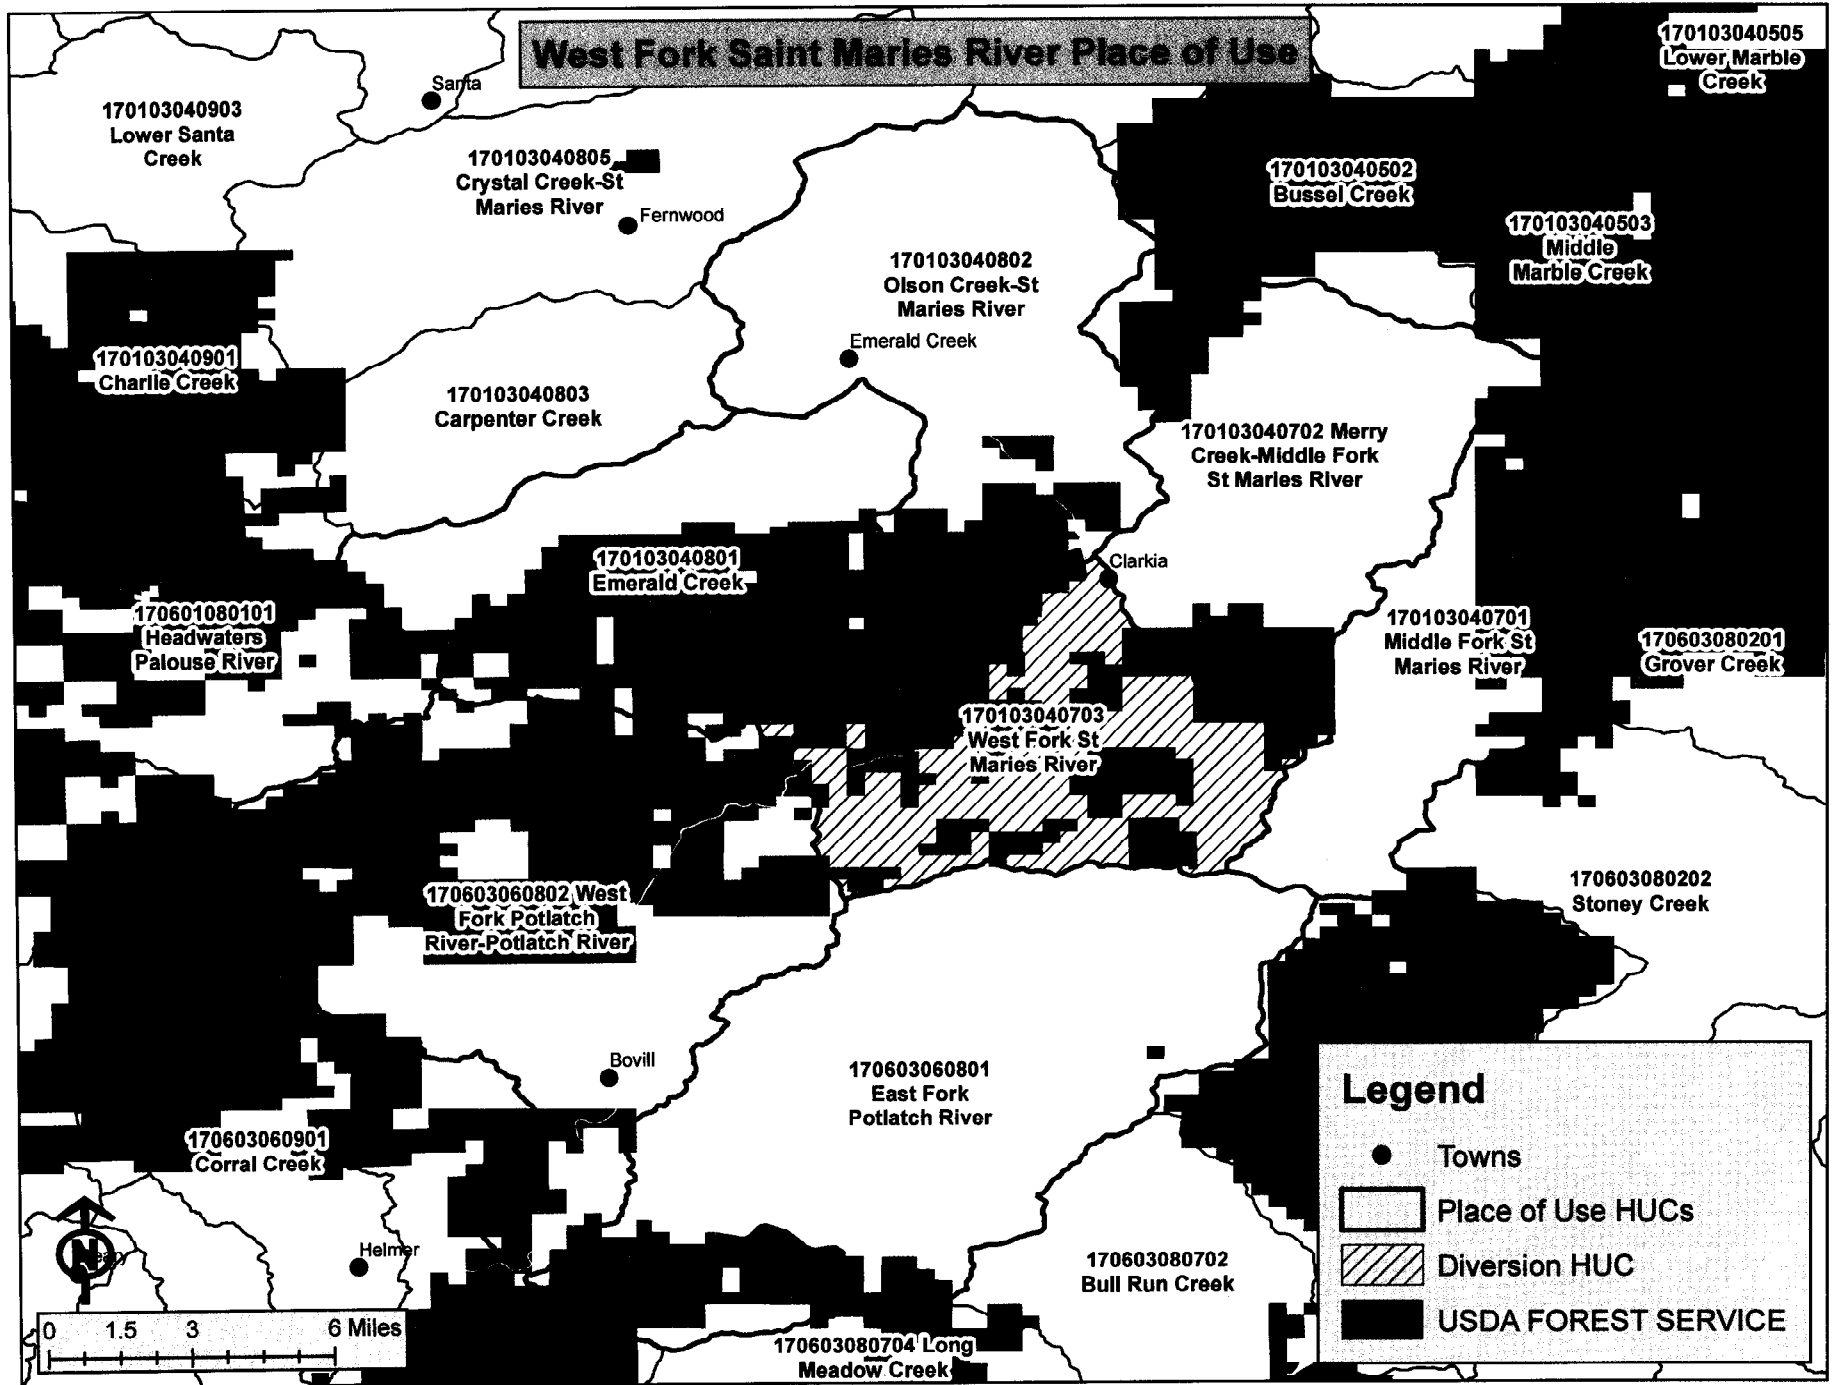 West Fork Saint Maries River Place of Use
170103040505
Lower Marble
Creek
Santa
170103040903
Lower Santa
Creek
170103040805
Crystal Creek-St
Maries River
Fernwood
170103040502
Bussel Creek
170103040503
Middle
Marble Creek
170103040802
Olson Creek-St
Maries River
Emerald Creek
170103040901
Charlie Creek
170103040803
Carpenter Creek
170103040702 Merry
Creek-Middle Fork
St Maries River
170103040801
Emerald Creek
Clarkia
170601080101
Headwaters
Palouse River
170103040701
Middle Fork St
Maries River
170603080201
Grover Creek
170103040703
West Fork St
Maries River
170603060802 West
Fork Potlatch
River-Potlatch River
170603080202
Stoney Creek
Bovill
170603060801
East Fork
Potlatch River
170603060901
Corral Creek
Helmer
N
170603080702
Bull Run Creek
170603080704 Long
Meadow Creek
0 1.5 3 6 Miles
Legend
Towns
Place of Use HUCs
Diversion HUC
USDA FOREST SERVICE